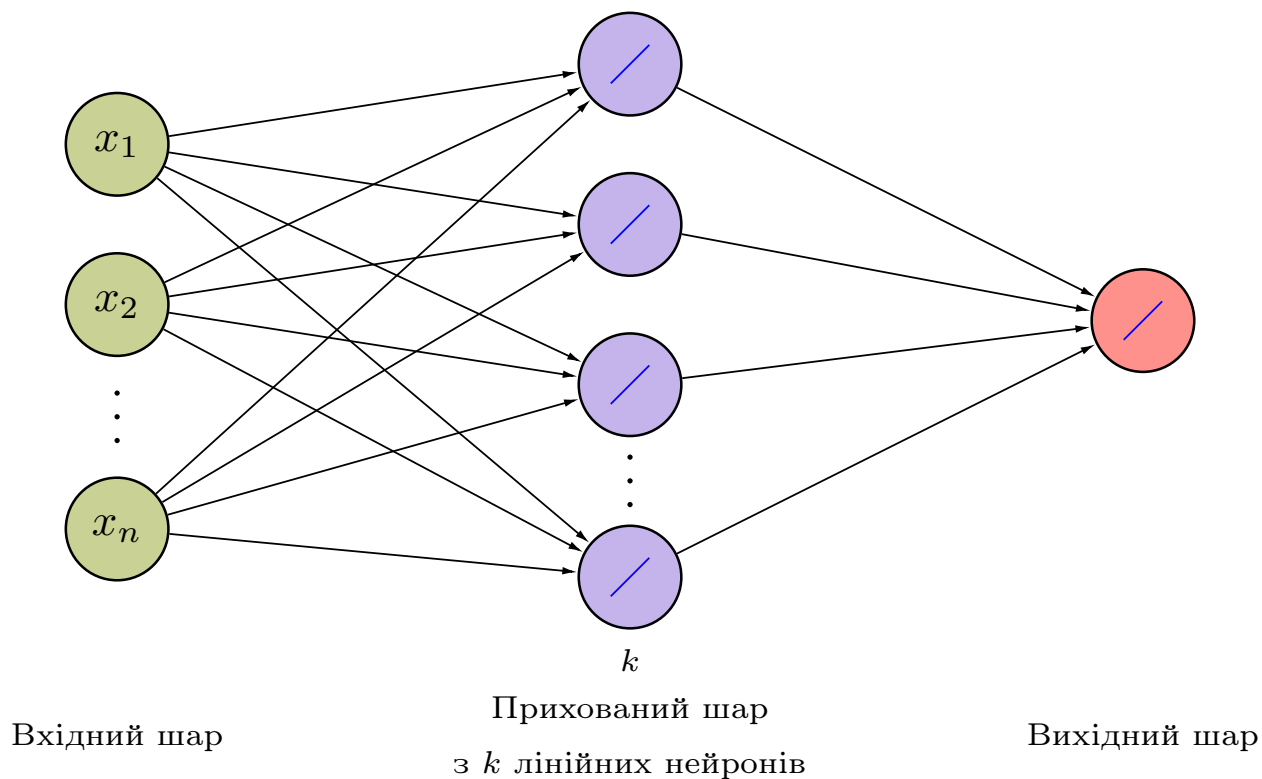 x₁
x₂
xₙ
k
Вхідний шар
Прихований шар
з k лінійних нейронів
Вихідний шар